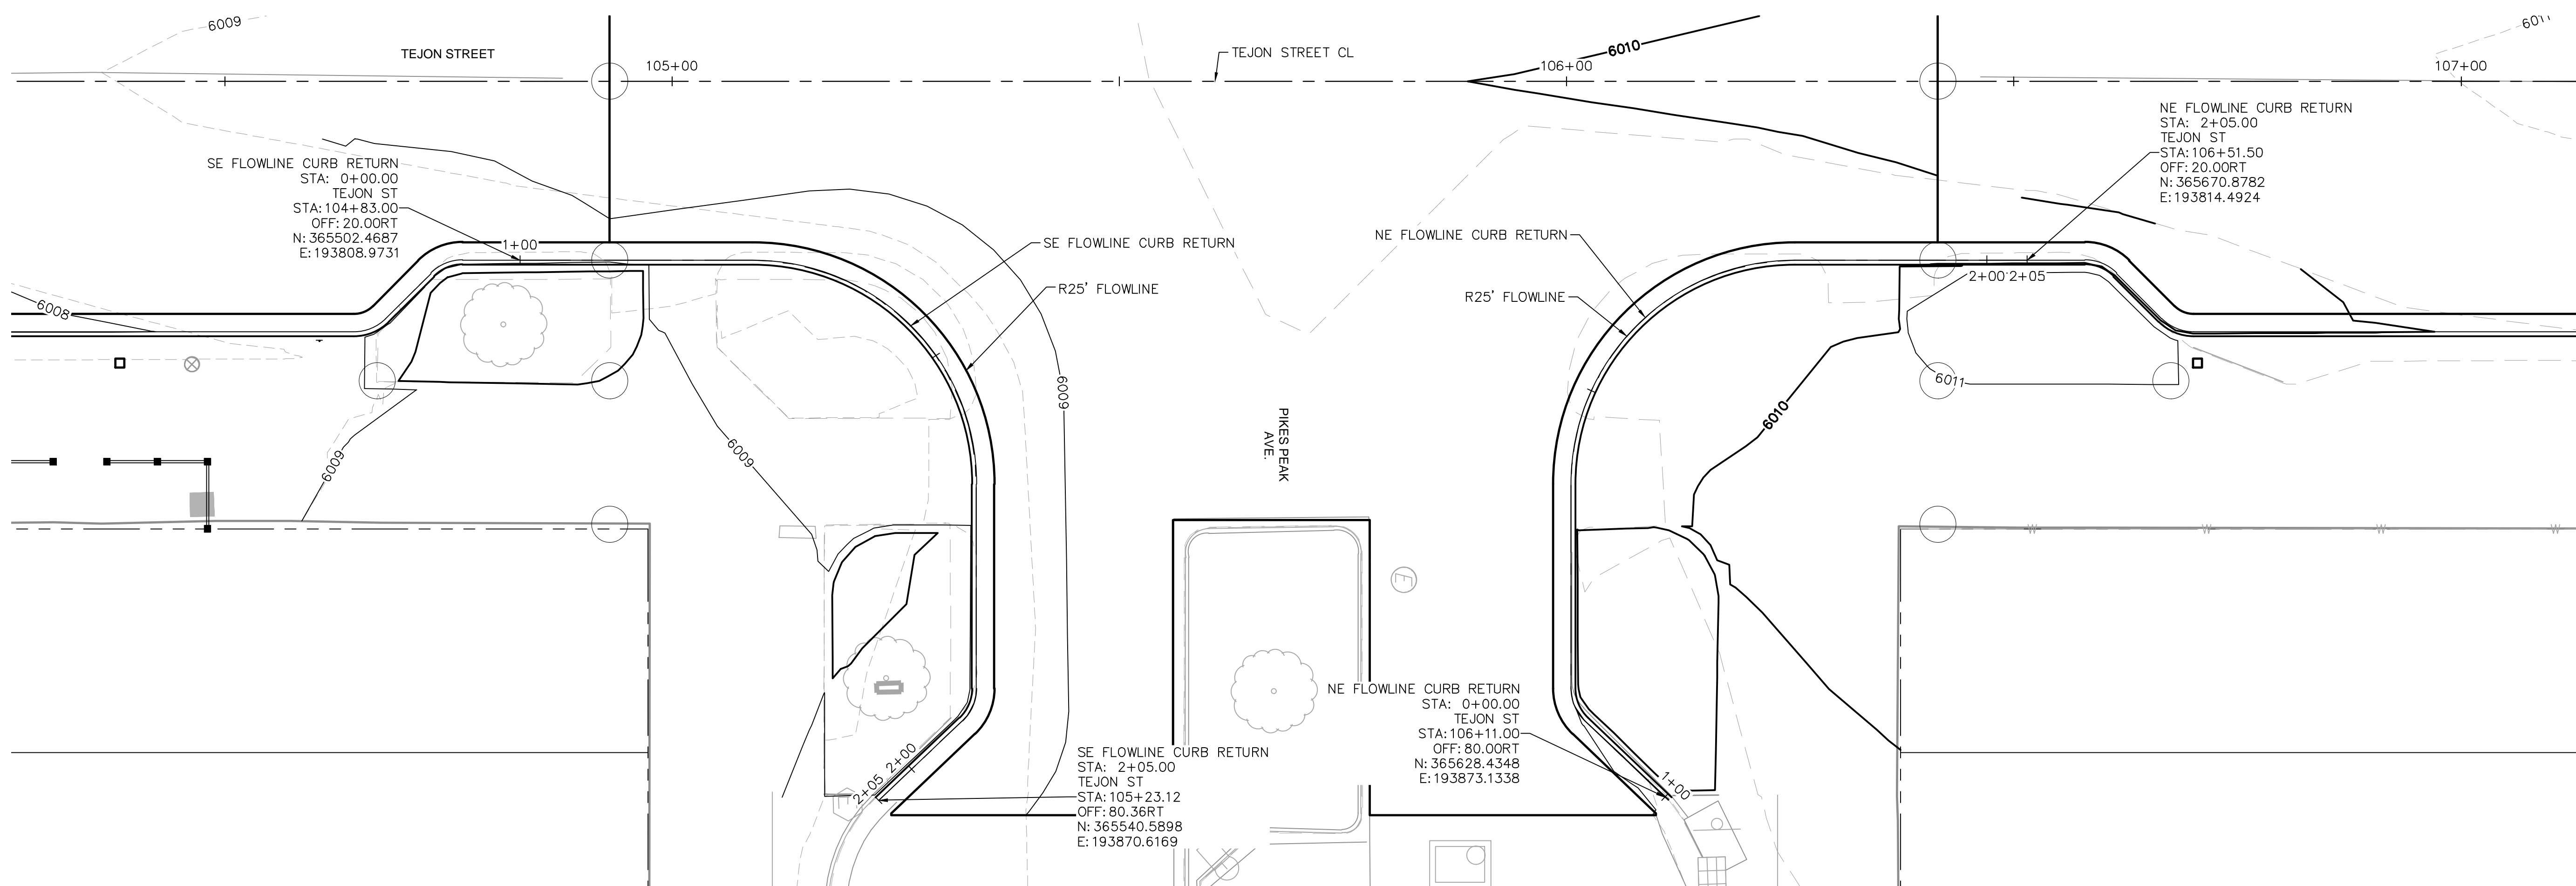 6009
TEJON STREET
105+00
TEJON STREET CL
6010
106+00
107+00
SE FLOWLINE CURB RETURN
STA: 0+00.00
TEJON ST
STA:104+83.00
OFF:20.00RT
N:365502.4687
E:193808.9731
1+00
SE FLOWLINE CURB RETURN
R25' FLOWLINE
NE FLOWLINE CURB RETURN
R25' FLOWLINE
NE FLOWLINE CURB RETURN
STA: 2+05.00
TEJON ST
STA:106+51.50
OFF:20.00RT
N:365670.8782
E:193814.4924
2+00
2+05
6008
6009
6009
6009
PIKES PEAK
AVE.
6010
6011
E
NE FLOWLINE CURB RETURN
STA: 0+00.00
TEJON ST
STA:106+11.00
OFF:80.00RT
N:365628.4348
E:193873.1338
1+00
2+00
2+05
SE FLOWLINE CURB RETURN
STA: 2+05.00
TEJON ST
STA:105+23.12
OFF:80.36RT
N:365540.5898
E:193870.6169